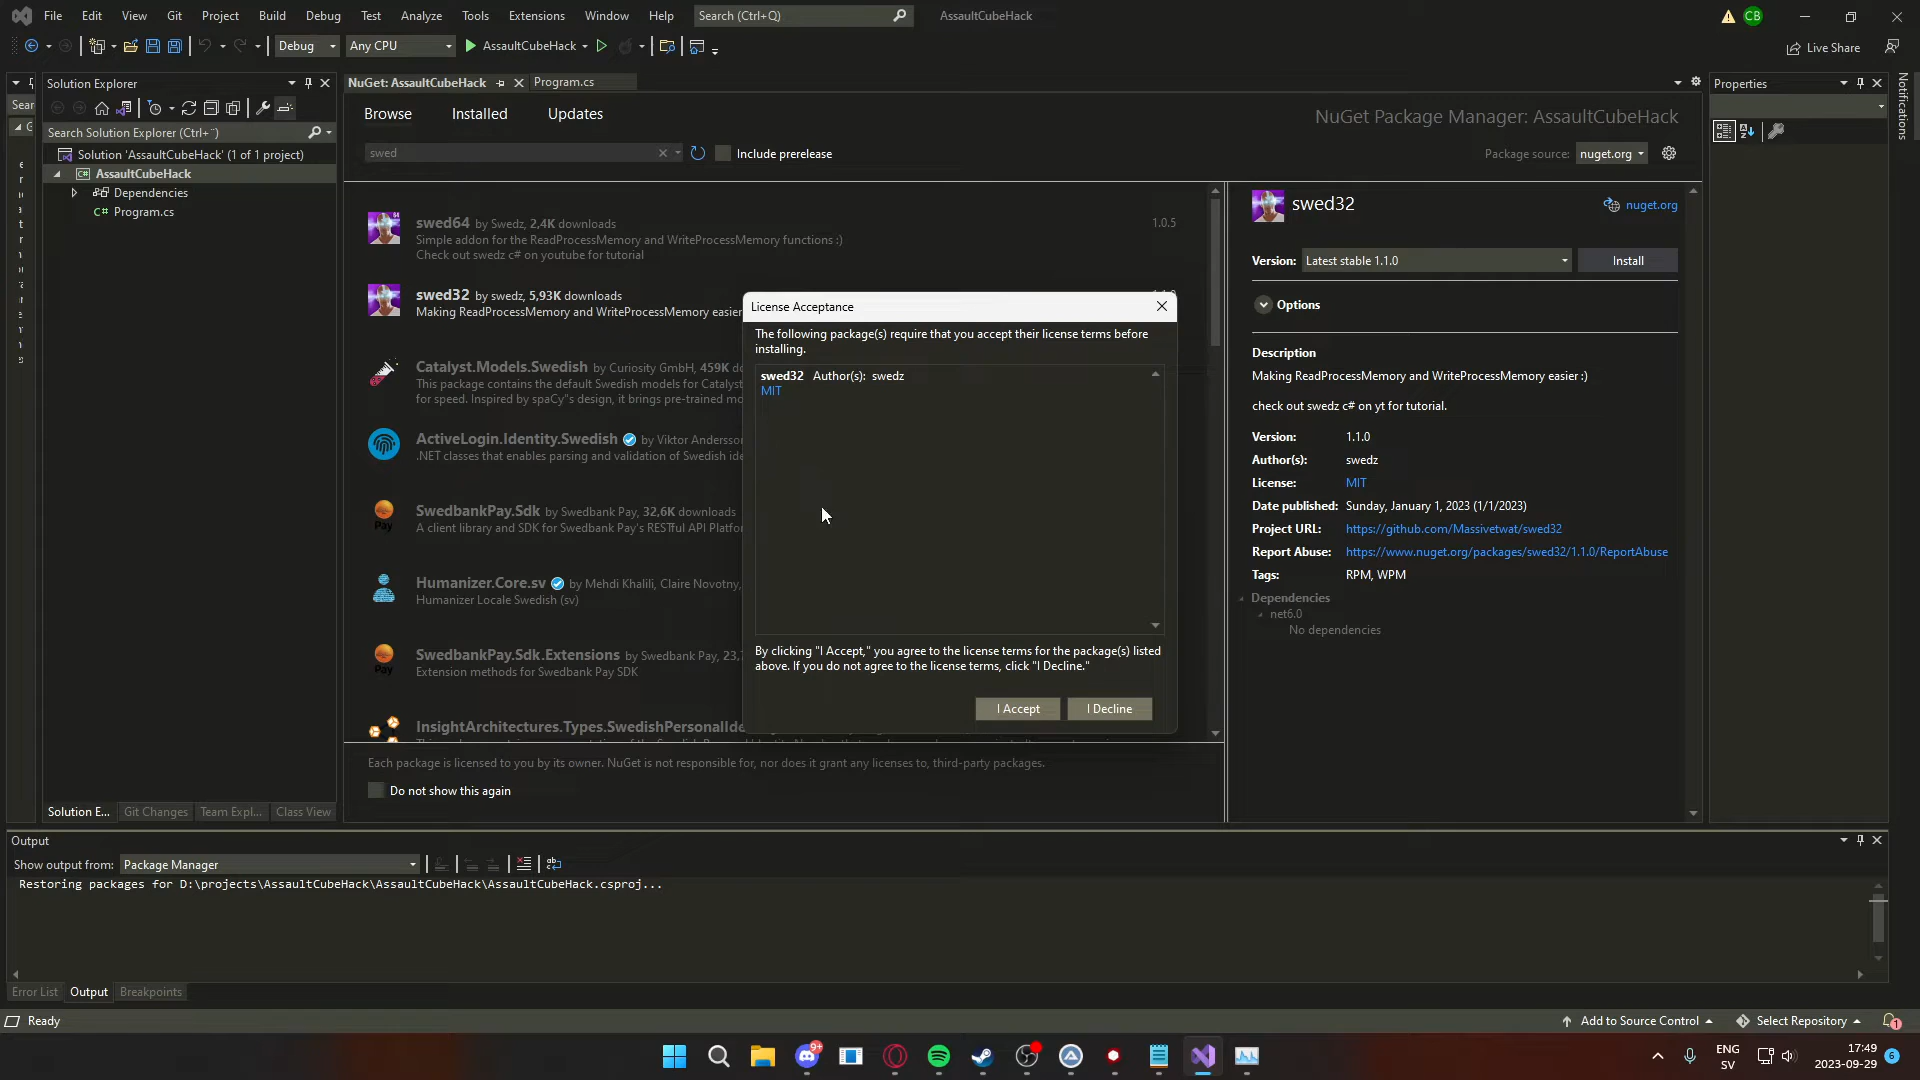 File Edit View Git Project Build Debug Test Analyze Tools Extensions Window Help Search (Ctrl+Q) AssaultCubeHack CB
Debug Any CPU AssaultCubeHack Live Share
Sear
Solution Explorer
NuGet: AssaultCubeHack Program.cs
Properties
Notifications
Search Solution Explorer (Ctrl+¨)
Solution 'AssaultCubeHack' (1 of 1 project)
AssaultCubeHack
Dependencies
C# Program.cs
Browse Installed Updates
NuGet Package Manager: AssaultCubeHack
swed Include prerelease
Package source: nuget.org
swed64 by Swedz, 2,4K downloads 1.0.5
Simple addon for the ReadProcessMemory and WriteProcessMemory functions :)
Check out swedz c# on youtube for tutorial
swed32 by swedz, 5,93K downloads
Making ReadProcessMemory and WriteProcessMemory easier
Catalyst.Models.Swedish by Curiosity GmbH, 459K do
This package contains the default Swedish models for Catalyst
for speed. Inspired by spaCy"s design, it brings pre-trained mo
ActiveLogin.Identity.Swedish by Viktor Andersson
.NET classes that enables parsing and validation of Swedish ide
SwedbankPay.Sdk by Swedbank Pay, 32,6K downloads
A client library and SDK for Swedbank Pay's RESTful API Platfor
Humanizer.Core.sv by Mehdi Khalili, Claire Novotny,
Humanizer Locale Swedish (sv)
SwedbankPay.Sdk.Extensions by Swedbank Pay, 23,7
Extension methods for SwedbankPay SDK
InsightArchitectures.Types.SwedishPersonalIde
Each package is licensed to you by its owner. NuGet is not responsible for, nor does it grant any licenses to, third-party packages.
Do not show this again
License Acceptance
The following package(s) require that you accept their license terms before
installing.
swed32 Author(s): swedz
MIT
By clicking "I Accept," you agree to the license terms for the package(s) listed
above. If you do not agree to the license terms, click "I Decline."
I Accept I Decline
swed32 nuget.org
Version: Latest stable 1.1.0 Install
Options
Description
Making ReadProcessMemory and WriteProcessMemory easier :)
check out swedz c# on yt for tutorial.
Version: 1.1.0
Author(s): swedz
License: MIT
Date published: Sunday, January 1, 2023 (1/1/2023)
Project URL: https://github.com/Massivetwat/swed32
Report Abuse: https://www.nuget.org/packages/swed32/1.1.0/ReportAbuse
Tags: RPM, WPM
Dependencies
net6.0
No dependencies
Solution E... Git Changes Team Expl... Class View
Output
Show output from: Package Manager
Restoring packages for D:\projects\AssaultCubeHack\AssaultCubeHack\AssaultCubeHack.csproj...
Error List Output Breakpoints
Ready Add to Source Control Select Repository 1
9+
ENG
SV
17:49
2023-09-29
6